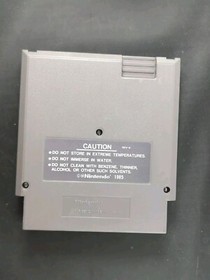 CAUTION
•DO NOT STORE IN EXTREME TEMPERATURES.
•DO NOT IMMERSE IN WATER.
•DO NOT CLEAN WITH BENZENE, THINNER,
ALCOHOL OR OTHER SUCH SOLVENTS.
©Nintendo 1985